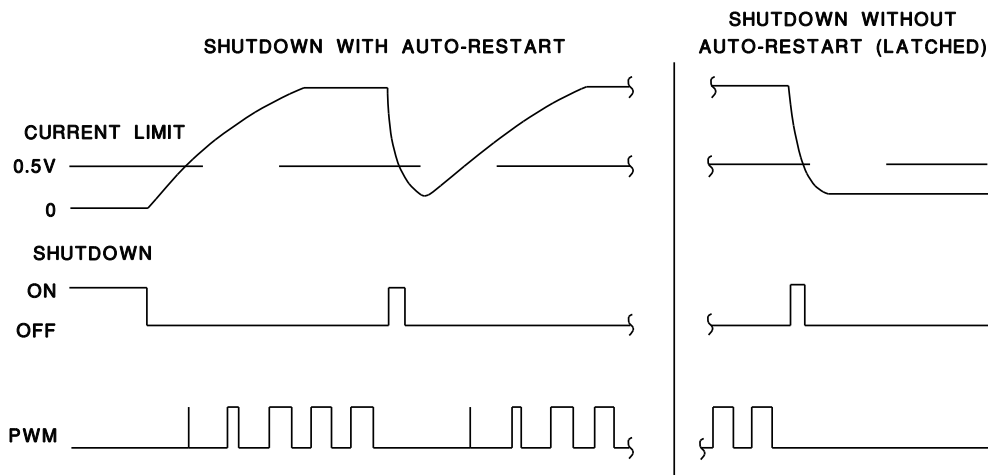 SHUTDOWN WITH AUTO-RESTART
SHUTDOWN WITHOUT
AUTO-RESTART (LATCHED)
CURRENT LIMIT
0.5V
0
SHUTDOWN
ON
OFF
PWM